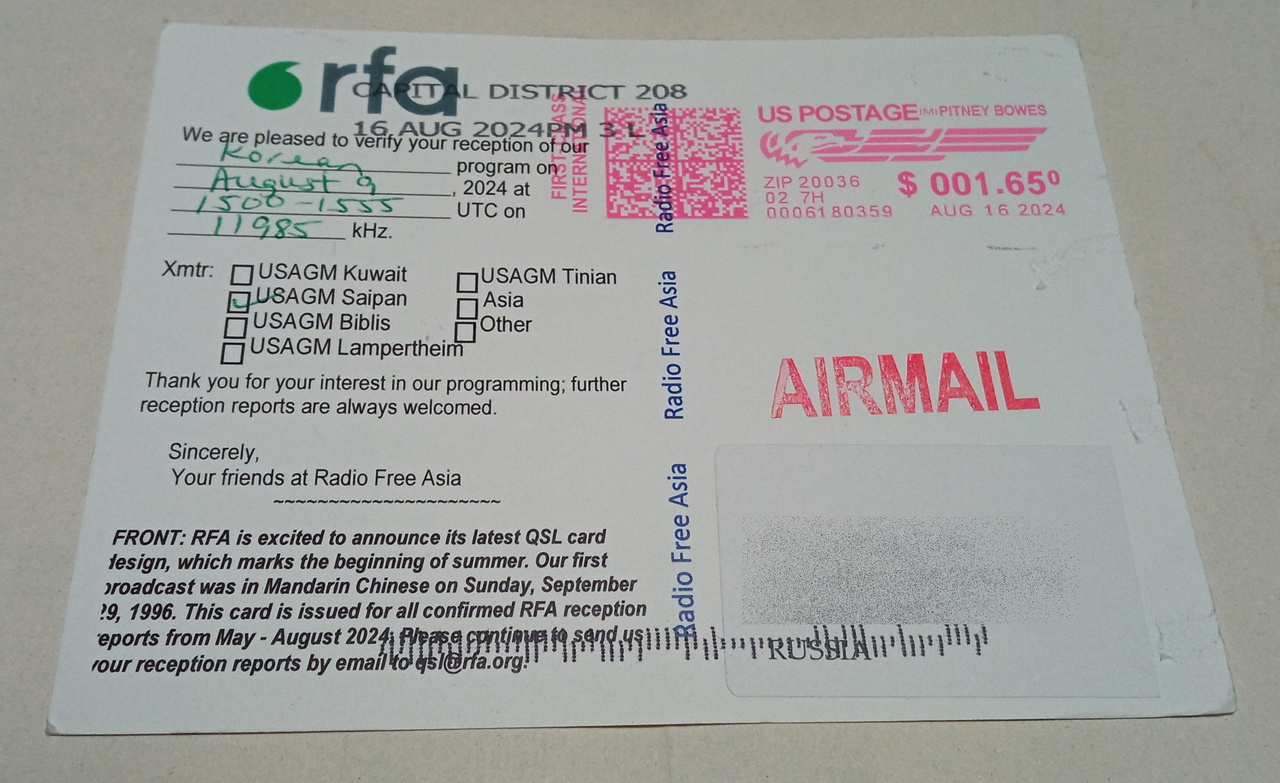 rfa
CAPITAL DISTRICT 208
16 AUG 2024PM 3 L
We are pleased to verify your reception of our
Korean program on
August 9, 2024 at
1500-1555 UTC on
11985 kHz.
Xmtr:
USAGM Kuwait
USAGM Saipan
USAGM Biblis
USAGM Lampertheim
USAGM Tinian
Asia
Other
Thank you for your interest in our programming; further
reception reports are always welcomed.
Sincerely,
Your friends at Radio Free Asia
~~~~~~~~~~~~~~~~~~~~~
FRONT: RFA is excited to announce its latest QSL card
design, which marks the beginning of summer. Our first
broadcast was in Mandarin Chinese on Sunday, September
29, 1996. This card is issued for all confirmed RFA reception
reports from May - August 2024. Please continue to send us
your reception reports by email to qsl@rfa.org!
Radio Free Asia
Radio Free Asia
Radio Free Asia
FIRST-CLASS
INTERNATIONAL
US POSTAGE IMI PITNEY BOWES
ZIP 20036 $ 001.65⁰
02 7H
0006180359 AUG 16 2024
AIRMAIL
RUSSIA